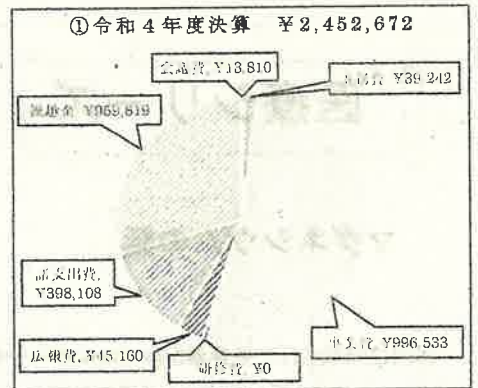 ①令和4年度決算　¥2,452,672
会議費, ¥13,810
¥39,242
繰越金 ¥959,819
諸支出費,
¥398,108
広報費, ¥45,160
研修費, ¥0
事業費, ¥996,533